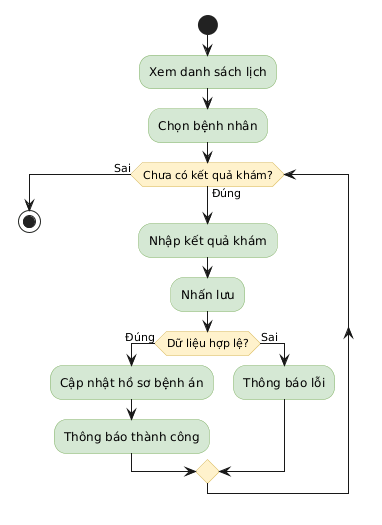 Xem danh sách lịch
Chọn bệnh nhân
Sai
Chưa có kết quả khám?
Đúng
Nhập kết quả khám
Nhấn lưu
Đúng
Dữ liệu hợp lệ?
Sai
Cập nhật hồ sơ bệnh án
Thông báo lỗi
Thông báo thành công